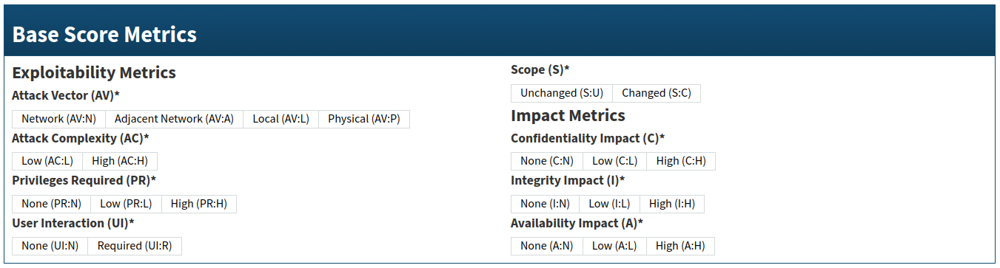 Base Score Metrics
Exploitability Metrics
Attack Vector (AV)*
Network (AV:N) Adjacent Network (AV:A) Local (AV:L) Physical (AV:P)
Attack Complexity (AC)*
Low (AC:L) High (AC:H)
Privileges Required (PR)*
None (PR:N) Low (PR:L) High (PR:H)
User Interaction (UI)*
None (UI:N) Required (UI:R)
Scope (S)*
Unchanged (S:U) Changed (S:C)
Impact Metrics
Confidentiality Impact (C)*
None (C:N) Low (C:L) High (C:H)
Integrity Impact (I)*
None (I:N) Low (I:L) High (I:H)
Availability Impact (A)*
None (A:N) Low (A:L) High (A:H)